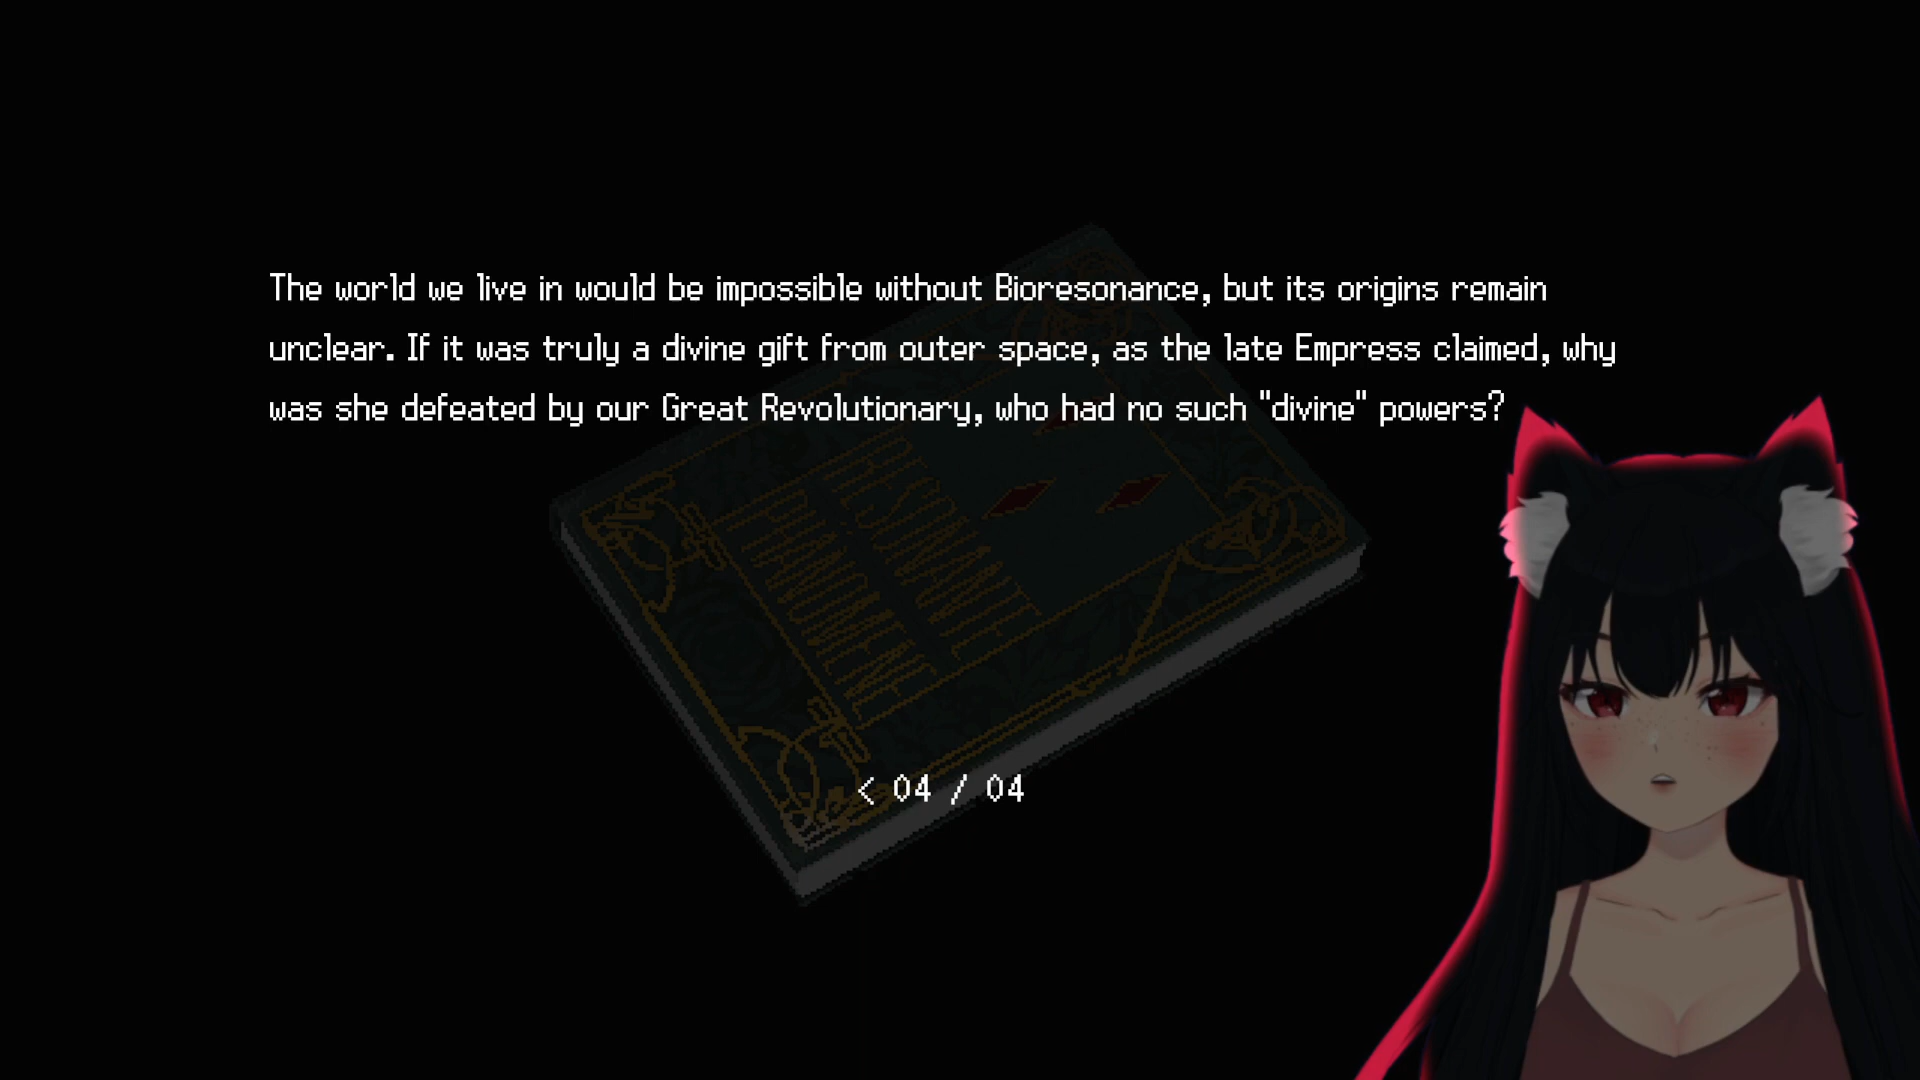 The world we live in would be impossible without Bioresonance, but its origins remain
unclear. If it was truly a divine gift from outer space, as the late Empress claimed, why
was she defeated by our Great Revolutionary, who had no such "divine" powers?
RESONANTE
PHÄNOMENE
< 04 / 04